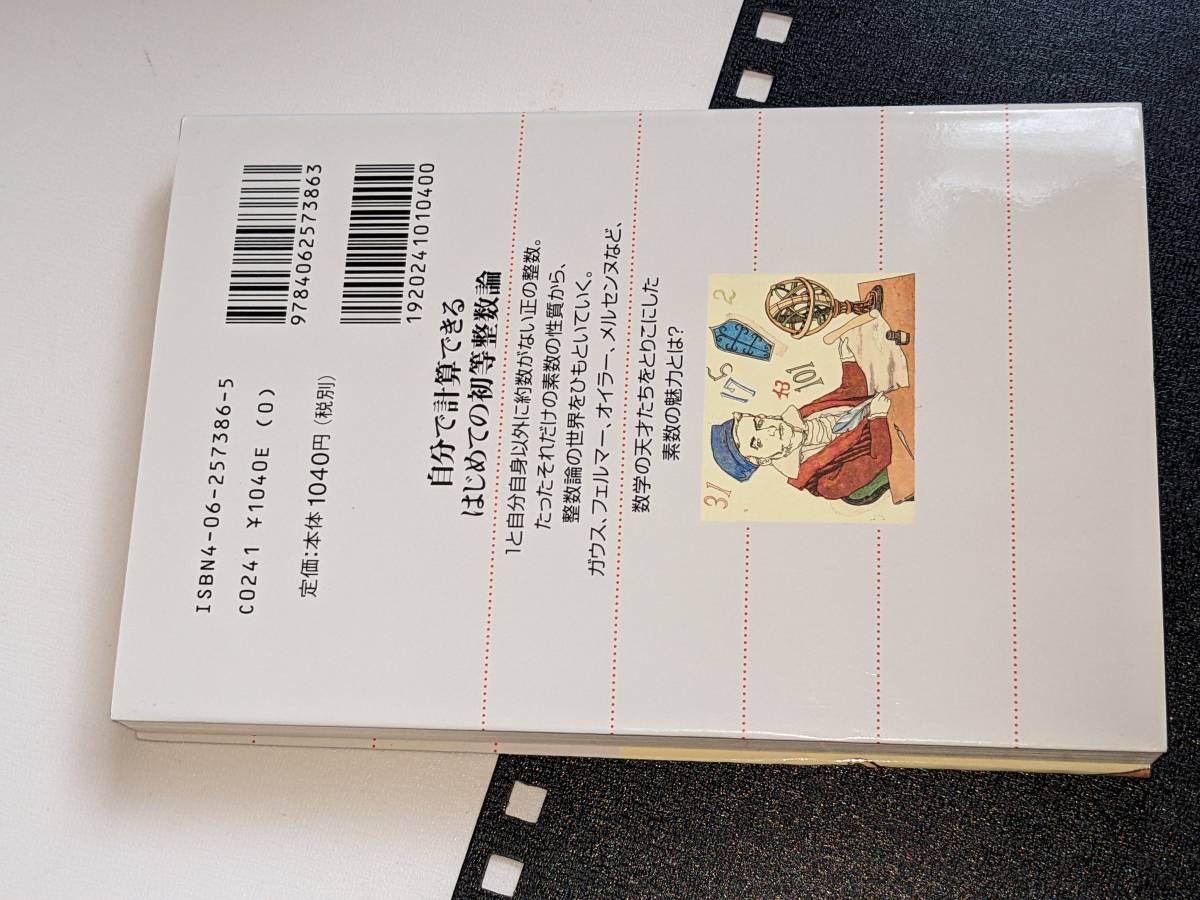 9784062573863
1920241010400
ISBN4-06-257386-5
C0241 ¥1040E (0)
定価:本体1040円(税別)
自分で計算できる
はじめての初等整数論
1と自分自身以外に約数がない正の整数。
たったそれだけの素数の性質から、
整数論の世界をひもといていく。
ガウス、フェルマー、オイラー、メルセンヌなど、
数学の天才たちをとりこにした
素数の魅力とは?
2
5
17
43
101
31